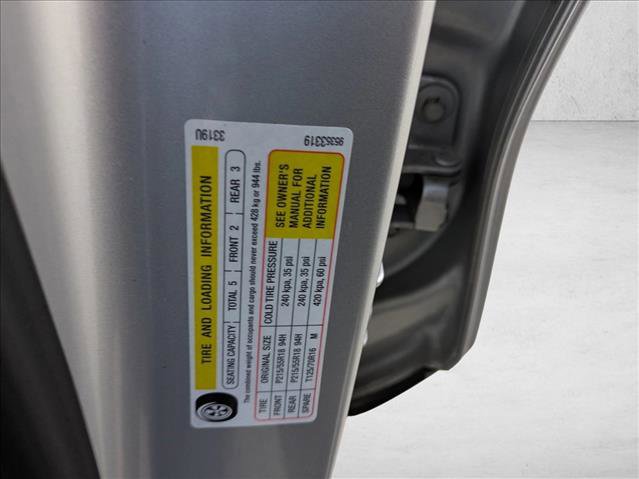 3319U 95353319
TIRE AND LOADING INFORMATION
SEATING CAPACITY TOTAL 5 FRONT 2 REAR 3
The combined weight of occupants and cargo should never exceed 428 kg or 944 lbs.
TIRE ORIGINAL SIZE COLD TIRE PRESSURE
FRONT P215/55R18 94H 240 kpa, 35 psi
REAR P215/55R18 94H 240 kpa, 35 psi
SPARE T125/70R16 M 420 kpa, 60 psi
SEE OWNER'S
MANUAL FOR
ADDITIONAL
INFORMATION